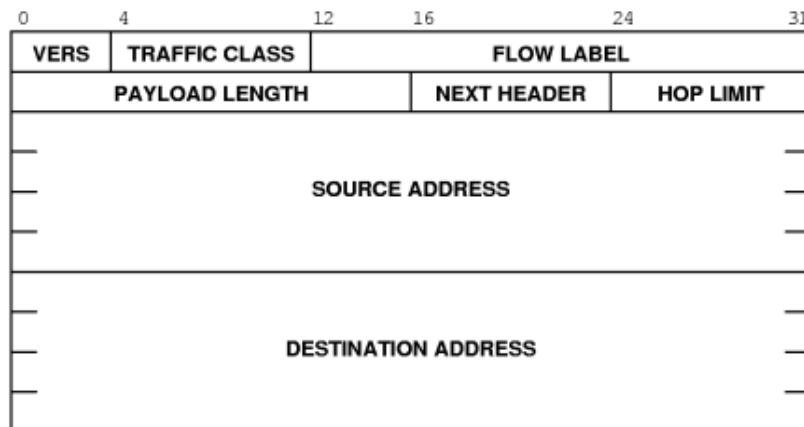 0 4 12 16 24 31
VERS TRAFFIC CLASS FLOW LABEL
PAYLOAD LENGTH NEXT HEADER HOP LIMIT
SOURCE ADDRESS
DESTINATION ADDRESS